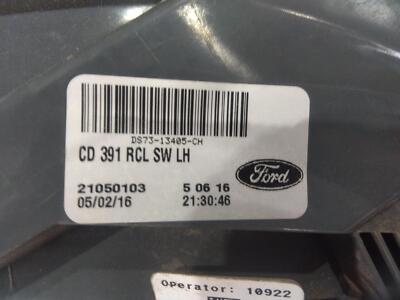 DS73-13405-CH
CD 391 RCL SW LH
21050103 5 06 16
05/02/16 21:30:46
Ford
Operator: 10922